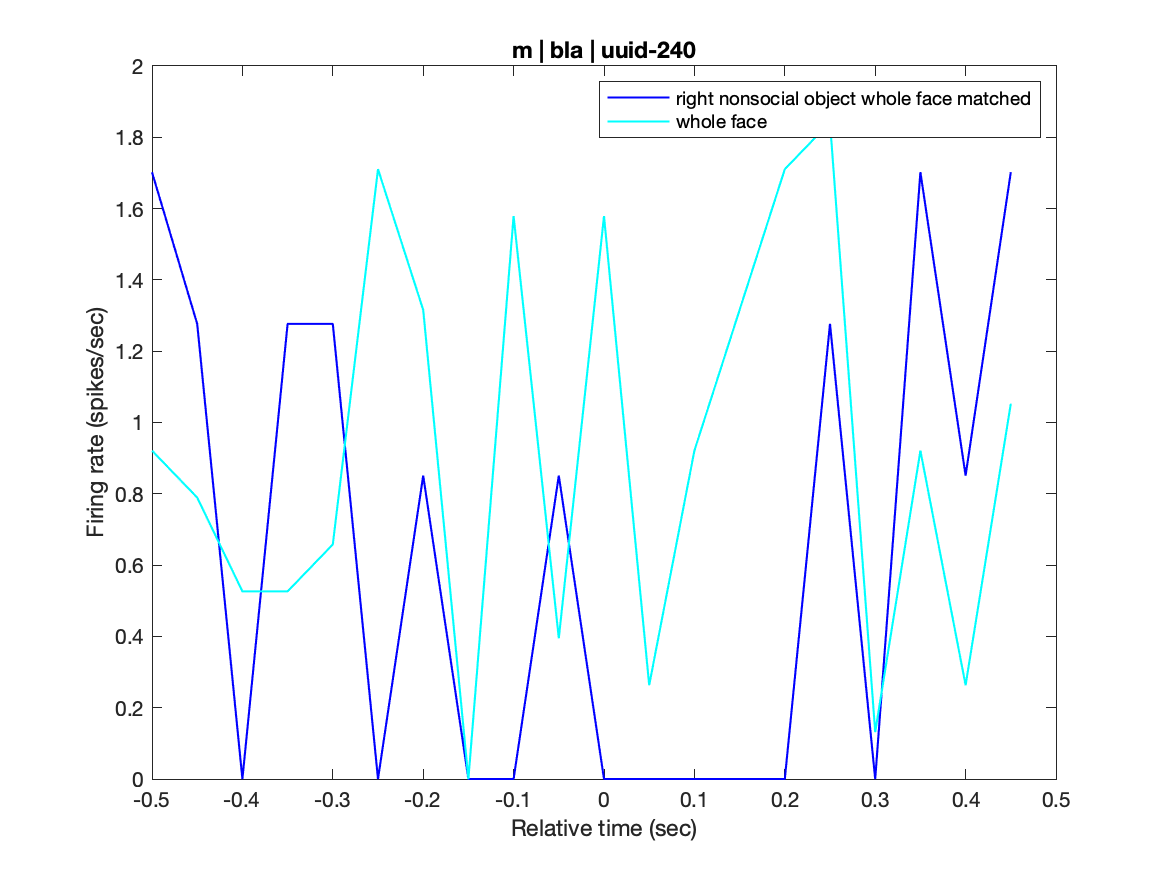 m | bla | uuid-240
right nonsocial object whole face matched
whole face
2
1.8
1.6
1.4
1.2
1
0.8
0.6
0.4
0.2
0
Firing rate (spikes/sec)
-0.5 -0.4 -0.3 -0.2 -0.1 0 0.1 0.2 0.3 0.4 0.5
Relative time (sec)